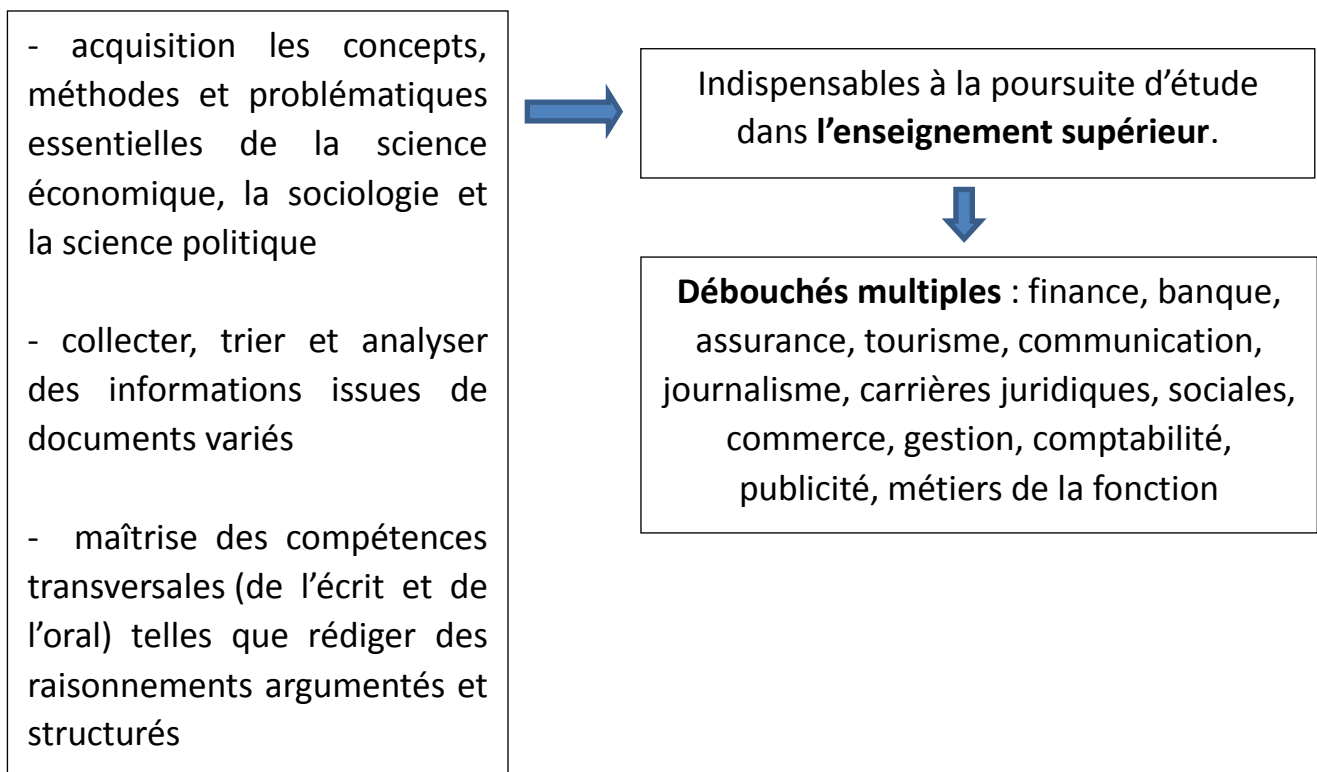 - acquisition les concepts,
méthodes et problématiques
essentielles de la science
économique, la sociologie et
la science politique
- collecter, trier et analyser
des informations issues de
documents variés
- maîtrise des compétences
transversales (de l’écrit et de
l’oral) telles que rédiger des
raisonnements argumentés et
structurés
Indispensables à la poursuite d’étude
dans l’enseignement supérieur.
Débouchés multiples : finance, banque,
assurance, tourisme, communication,
journalisme, carrières juridiques, sociales,
commerce, gestion, comptabilité,
publicité, métiers de la fonction